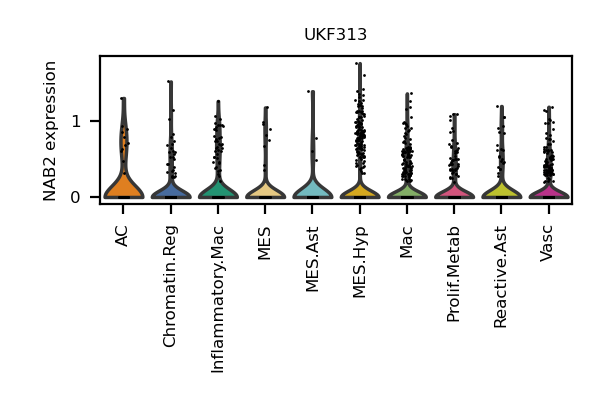 UKF313
NAB2 expression
1
0
AC
Chromatin.Reg
Inflammatory.Mac
MES
MES.Ast
MES.Hyp
Mac
Prolif.Metab
Reactive.Ast
Vasc